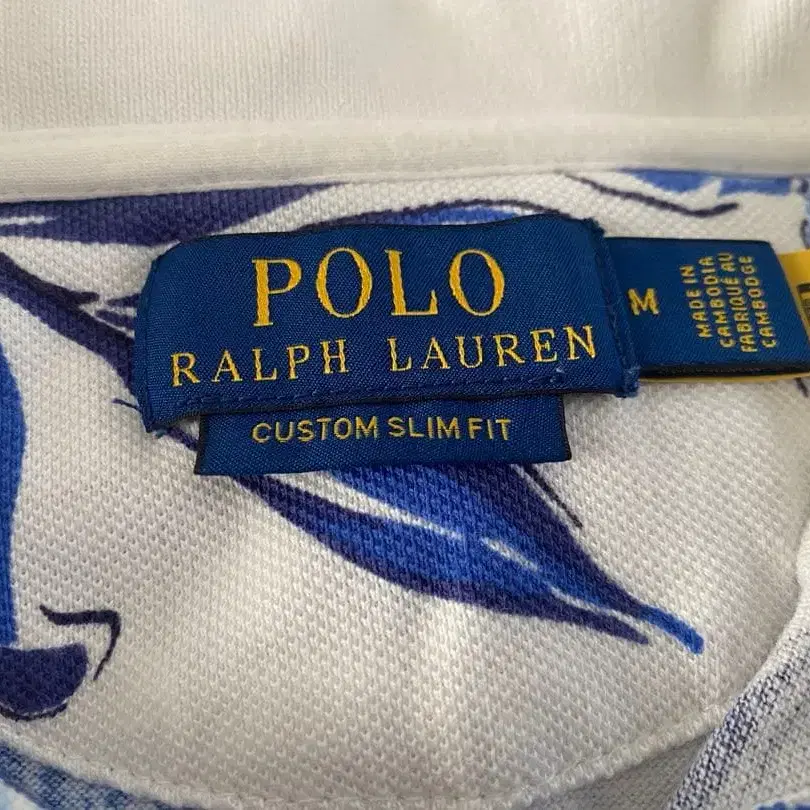 POLO
RALPH LAUREN
CUSTOM SLIM FIT
M
MADE IN
CAMBODIA
FABRIQUÉ AU
CAMBODGE